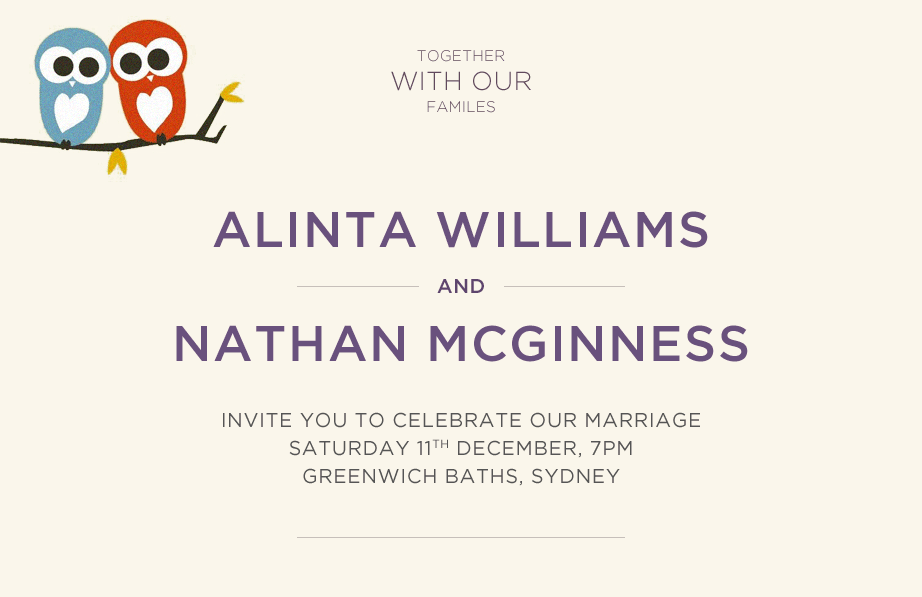 TOGETHER
WITH OUR
FAMILES
ALINTA WILLIAMS
AND
NATHAN MCGINNESS
INVITE YOU TO CELEBRATE OUR MARRIAGE
SATURDAY 11TH DECEMBER, 7PM
GREENWICH BATHS, SYDNEY